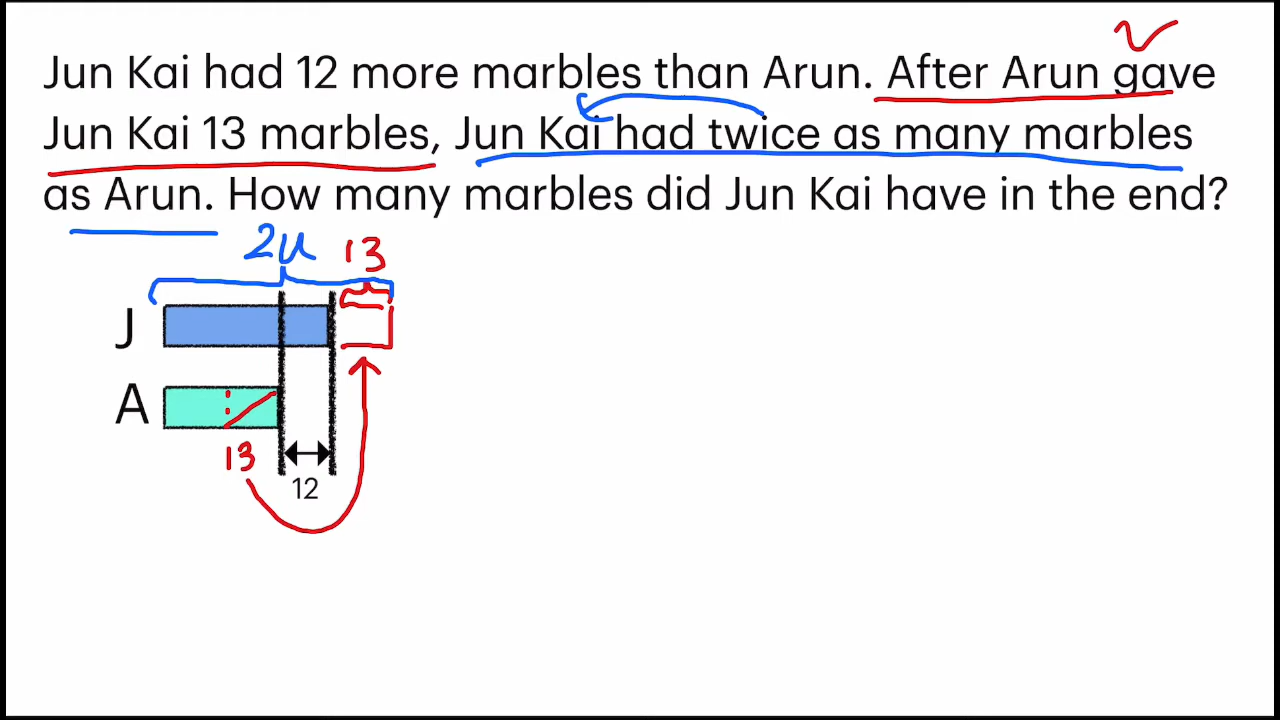 Jun Kai had 12 more marbles than Arun. After Arun gave
Jun Kai 13 marbles, Jun Kai had twice as many marbles
as Arun. How many marbles did Jun Kai have in the end?
2u 13
J
A
13
12